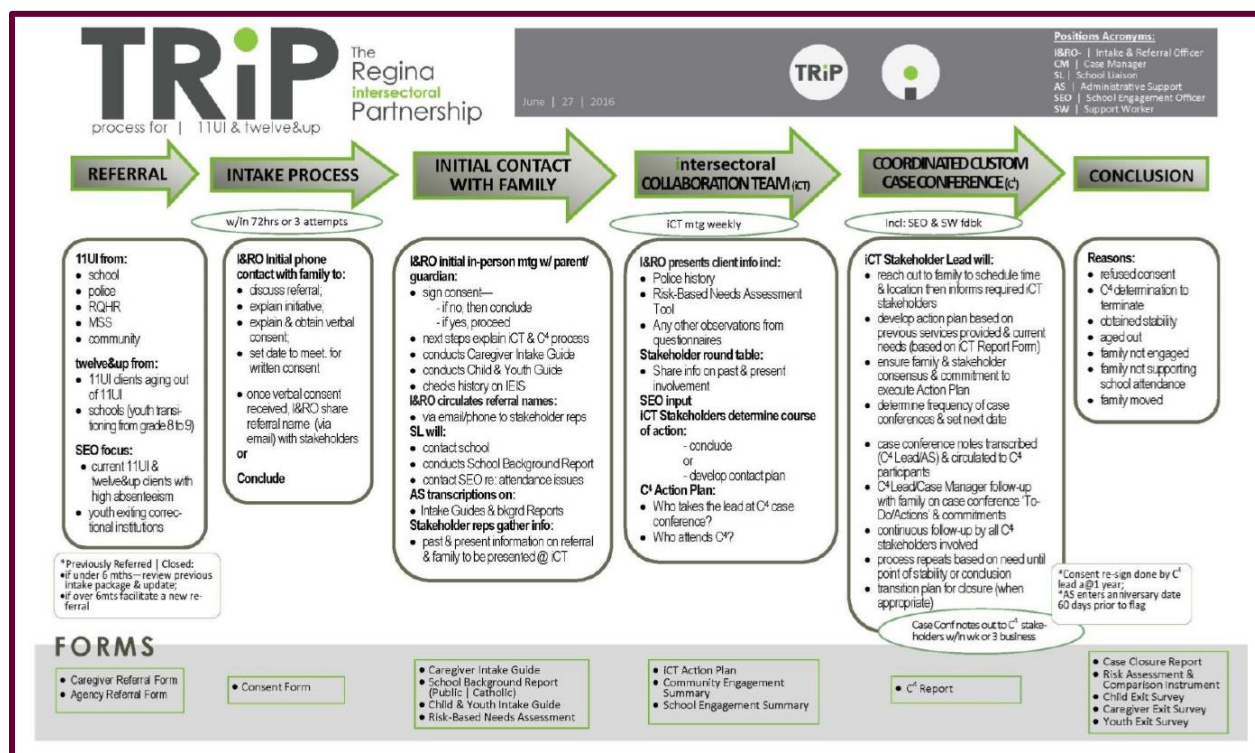 TRiP
The
Regina
intersectoral
Partnership
process for | 11UI & twelve&up
June | 27 | 2016
TRiP
i
Positions Acronyms:
I&RO- | Intake & Referral Officer
CM | Case Manager
SL | School Liaison
AS | Administrative Support
SEO | School Engagement Officer
SW | Support Worker
REFERRAL
INTAKE PROCESS
INITIAL CONTACT
WITH FAMILY
intersectoral
COLLABORATION TEAM (iCT)
COORDINATED CUSTOM
CASE CONFERENCE (C⁴)
CONCLUSION
w/in 72hrs or 3 attempts
iCT mtg weekly
Incl: SEO & SW fdbk
11UI from:
• school
• police
• RQHR
• MSS
• community
twelve&up from:
• 11UI clients aging out
of 11UI
• schools (youth transi-
tioning from grade 8 to 9)
SEO focus:
• current 11UI &
twelve&up clients with
high absenteeism
• youth exiting correc-
tional institutions
*Previously Referred | Closed:
•if under 6 mths—review previous
intake package & update;
•if over 6mts facilitate a new re-
ferral
I&RO Initial phone
contact with family to:
• discuss referral;
• explain initiative;
• explain & obtain verbal
consent;
• set date to meet. for
written consent
• once verbal consent
received, I&RO share
referral name (via
email) with stakeholders
or
Conclude
I&RO initial in-person mtg w/ parent/
guardian:
• sign consent—
- if no, then conclude
- if yes, proceed
• next steps explain iCT & C⁴ process
• conducts Caregiver Intake Guide
• conducts Child & Youth Guide
• checks history on IEIS
I&RO circulates referral names:
• via email/phone to stakeholder reps
SL will:
• contact school
• conducts School Background Report
• contact SEO re: attendance issues
AS transcriptions on:
• Intake Guides & bkgrd Reports
Stakeholder reps gather info:
• past & present information on referral
& family to be presented @ iCT
I&RO presents client info incl:
• Police history
• Risk-Based Needs Assessment
Tool
• Any other observations from
questionnaires
Stakeholder round table:
• Share info on past & present
involvement
SEO input
iCT Stakeholders determine course
of action:
- conclude
or
- develop contact plan
C⁴ Action Plan:
• Who takes the lead at C⁴ case
conference?
• Who attends C⁴?
iCT Stakeholder Lead will:
• reach out to family to schedule time
& location then informs required iCT
stakeholders
• develop action plan based on
previous services provided & current
needs (based on iCT Report Form)
• ensure family & stakeholder
consensus & commitment to
execute Action Plan
• determine frequency of case
conferences & set next date
• case conference notes transcribed
(C⁴ Lead/AS) & circulated to C⁴
participants
• C⁴ Lead/Case Manager follow-up
with family on case conference 'To-
Do/Actions' & commitments
• continuous follow-up by all C⁴
stakeholders involved
• process repeats based on need until
point of stability or conclusion
• transition plan for closure (when
appropriate)
Case Conf notes out to C⁴ stake-
holders w/in wk or 3 business
Reasons:
• refused consent
• C⁴ determination to
terminate
• obtained stability
• aged out
• family not engaged
• family not supporting
school attendance
• family moved
*Consent re-sign done by C⁴
lead a@1 year;
*AS enters anniversary date
60 days prior to flag
FORMS
• Caregiver Referral Form
• Agency Referral Form
• Consent Form
• Caregiver Intake Guide
• School Background Report
(Public | Catholic)
• Child & Youth Intake Guide
• Risk-Based Needs Assessment
• iCT Action Plan
• Community Engagement
Summary
• School Engagement Summary
• C⁴ Report
• Case Closure Report
• Risk Assessment &
Comparison Instrument
• Child Exit Survey
• Caregiver Exit Survey
• Youth Exit Survey